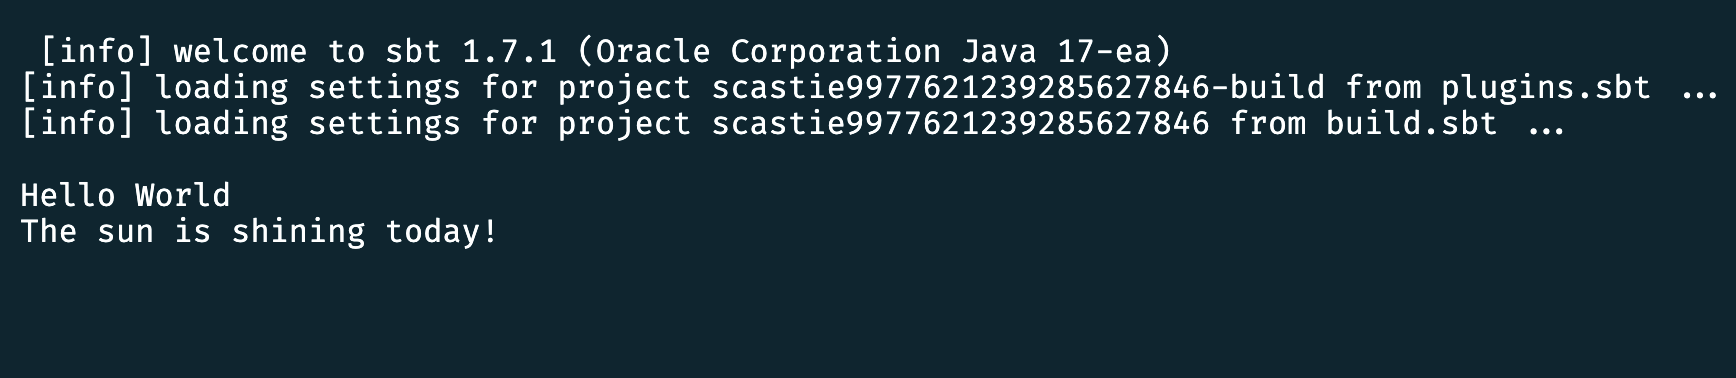 [info] welcome to sbt 1.7.1 (Oracle Corporation Java 17-ea)
[info] loading settings for project scastie9977621239285627846-build from plugins.sbt ...
[info] loading settings for project scastie9977621239285627846 from build.sbt ...
Hello World
The sun is shining today!